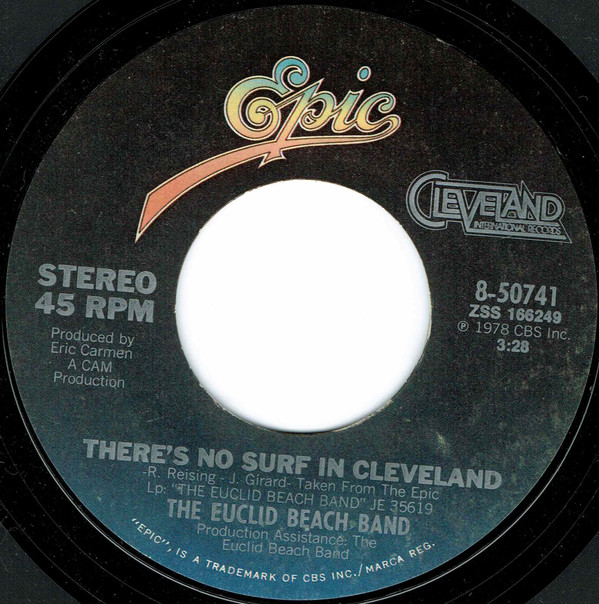 Epic
CLEVELAND
INTERNATIONAL RECORDS
STEREO
45 RPM
Produced by
Eric Carmen
A CAM
Production
8-50741
ZSS 166249
℗ 1978 CBS Inc.
3:28
THERE'S NO SURF IN CLEVELAND
-R. Reising - J. Girard- Taken From The Epic
Lp: "THE EUCLID BEACH BAND" JE 35619
THE EUCLID BEACH BAND
Production Assistance: The
Euclid Beach Band
"EPIC", IS A TRADEMARK OF CBS INC./MARCA REG.